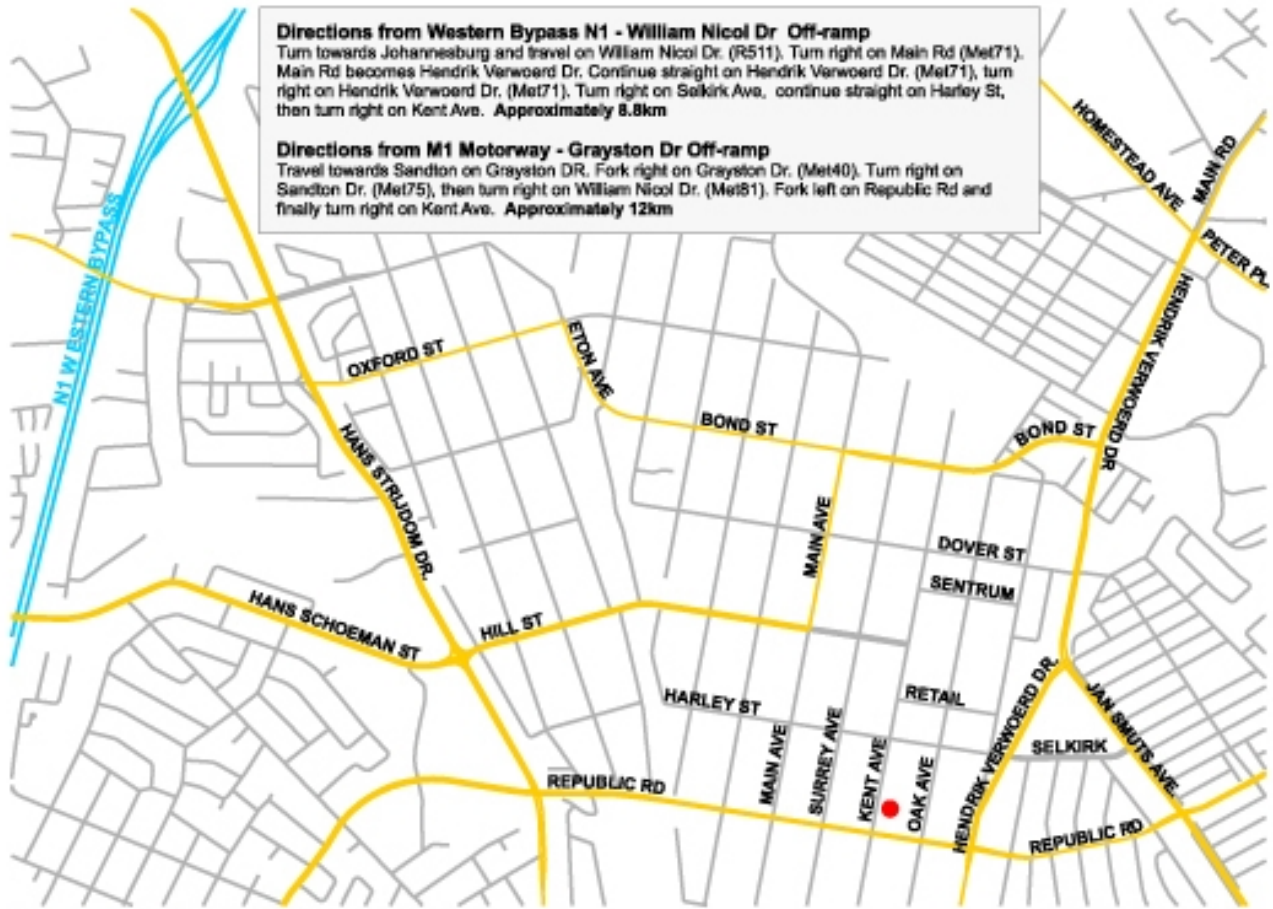 Directions from Western Bypass N1 - William Nicol Dr Off-ramp
Turn towards Johannesburg and travel on William Nicol Dr. (R511). Turn right on Main Rd (Met71).
Main Rd becomes Hendrik Verwoerd Dr. Continue straight on Hendrik Verwoerd Dr. (Met71), turn
right on Hendrik Verwoerd Dr. (Met71). Turn right on Selkirk Ave, continue straight on Harley St,
then turn right on Kent Ave. Approximately 8.8km
Directions from M1 Motorway - Grayston Dr Off-ramp
Travel towards Sandton on Grayston DR. Fork right on Grayston Dr. (Met40). Turn right on
Sandton Dr. (Met75), then turn right on William Nicol Dr. (Met81). Fork left on Republic Rd and
finally turn right on Kent Ave. Approximately 12km
HOMESTEAD AVE
MAIN RD
PETER PL.
N1 WESTERN BYPASS
HENDRIK VERWOERD DR
OXFORD ST
ETON AVE
BOND ST
BOND ST
HANS STRIJDOM DR.
MAIN AVE
DOVER ST
SENTRUM
HANS SCHOEMAN ST
HILL ST
HARLEY ST
RETAIL
HENDRIK VERWOERD DR.
JAN SMUTS AVE.
SELKIRK
MAIN AVE
SURREY AVE
KENT AVE
OAK AVE
REPUBLIC RD
REPUBLIC RD